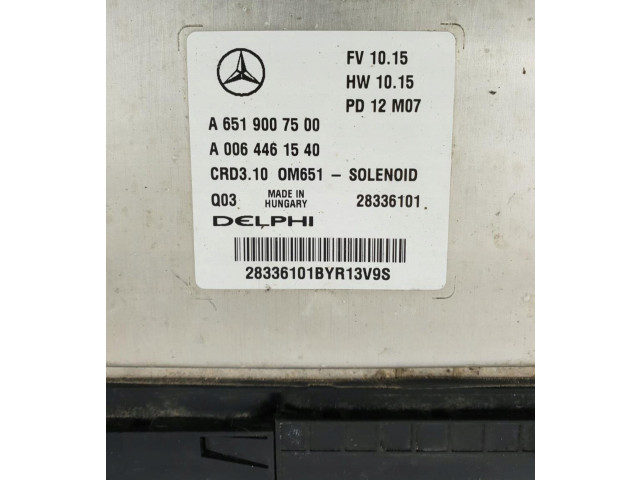 FV 10.15
HW 10.15
PD 12 M07
A 651 900 75 00
A 006 446 15 40
CRD3.10 OM651 - SOLENOID
Q03 MADE IN HUNGARY 28336101
DELPHI
28336101BYR13V9S